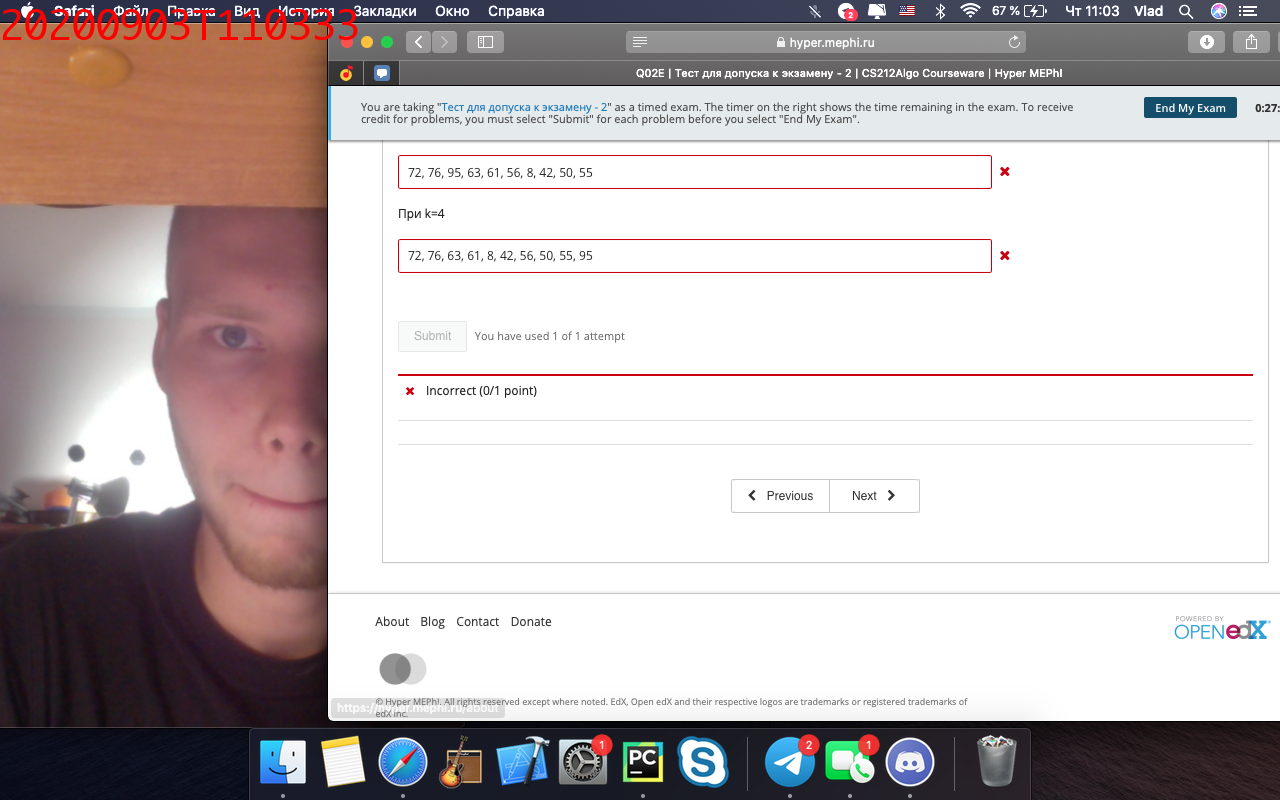 20200903T110333
Safari Файл Правка Вид История Закладки Окно Справка 2 67 % Чт 11:03 Vlad
hyper.mephi.ru
Q02E | Тест для допуска к экзамену - 2 | CS212Algo Courseware | Hyper MEPhI
You are taking "Тест для допуска к экзамену - 2" as a timed exam. The timer on the right shows the time remaining in the exam. To receive
credit for problems, you must select "Submit" for each problem before you select "End My Exam".
End My Exam 0:27:
72, 76, 95, 63, 61, 56, 8, 42, 50, 55
При k=4
72, 76, 63, 61, 8, 42, 56, 50, 55, 95
Submit You have used 1 of 1 attempt
Incorrect (0/1 point)
Previous Next
About Blog Contact Donate
POWERED BY
OPEN edX
© Hyper MEPhI. All rights reserved except where noted. EdX, Open edX and their respective logos are trademarks or registered trademarks of
edX Inc.
https://hyper.mephi.ru/about
1 PC 2 1